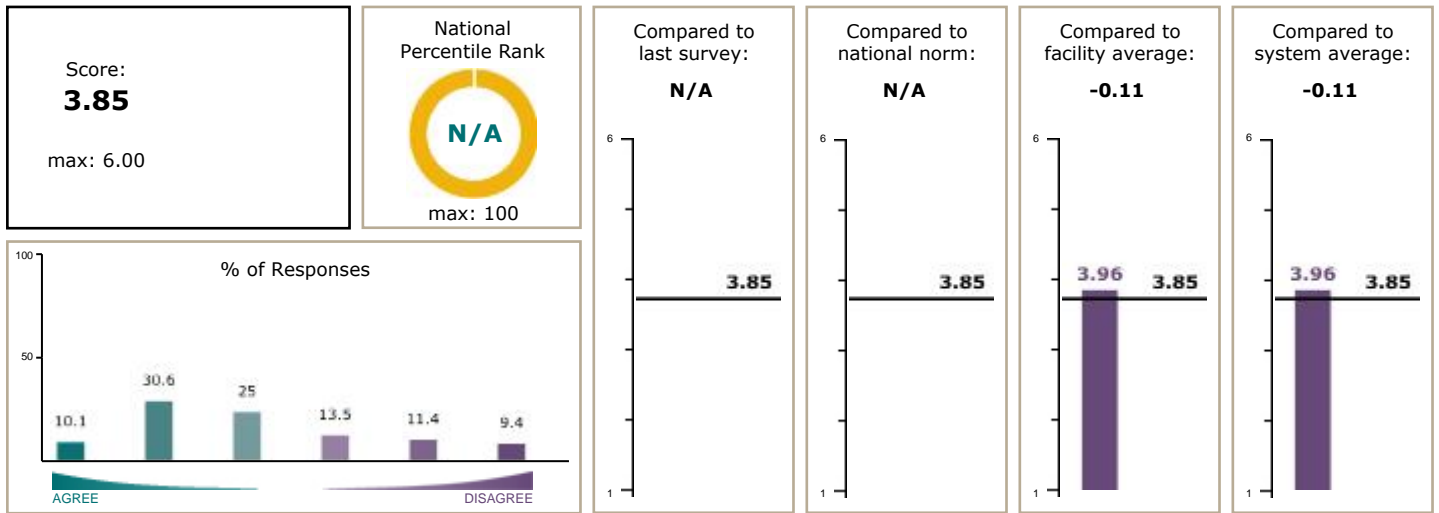 Score:
3.85
max: 6.00
National
Percentile Rank
N/A
max: 100
% of Responses
100
50
10.1
30.6
25
13.5
11.4
9.4
AGREE
DISAGREE
Compared to
last survey:
N/A
6
3.85
1
Compared to
national norm:
N/A
6
3.85
1
Compared to
facility average:
-0.11
6
3.96
3.85
1
Compared to
system average:
-0.11
6
3.96
3.85
1